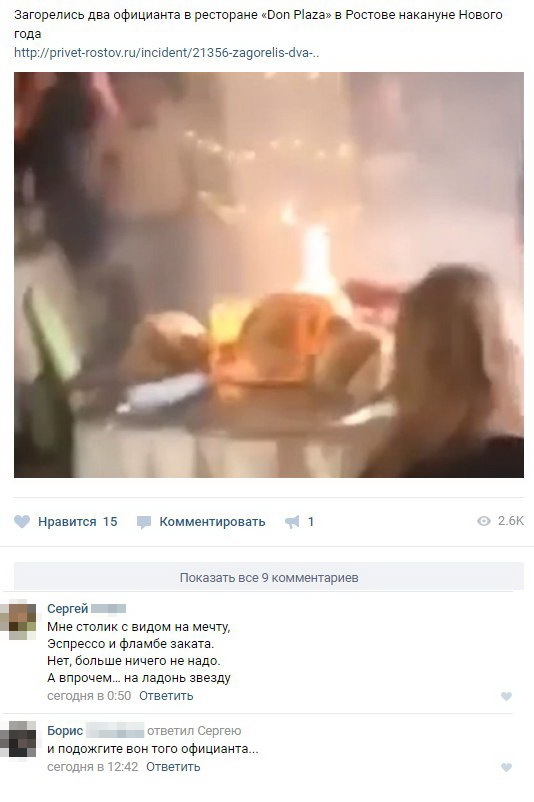 Загорелись два официанта в ресторане «Don Plaza» в Ростове накануне Нового
года
http://privet-rostov.ru/incident/21356-zagorelis-dva-..
Нравится 15 Комментировать 1 2.6K
Показать все 9 комментариев
Сергей
Мне столик с видом на мечту,
Эспрессо и фламбе заката.
Нет, больше ничего не надо.
А впрочем... на ладонь звезду
сегодня в 0:50 Ответить
Борис ответил Сергею
и подожгите вон того официанта...
сегодня в 12:42 Ответить